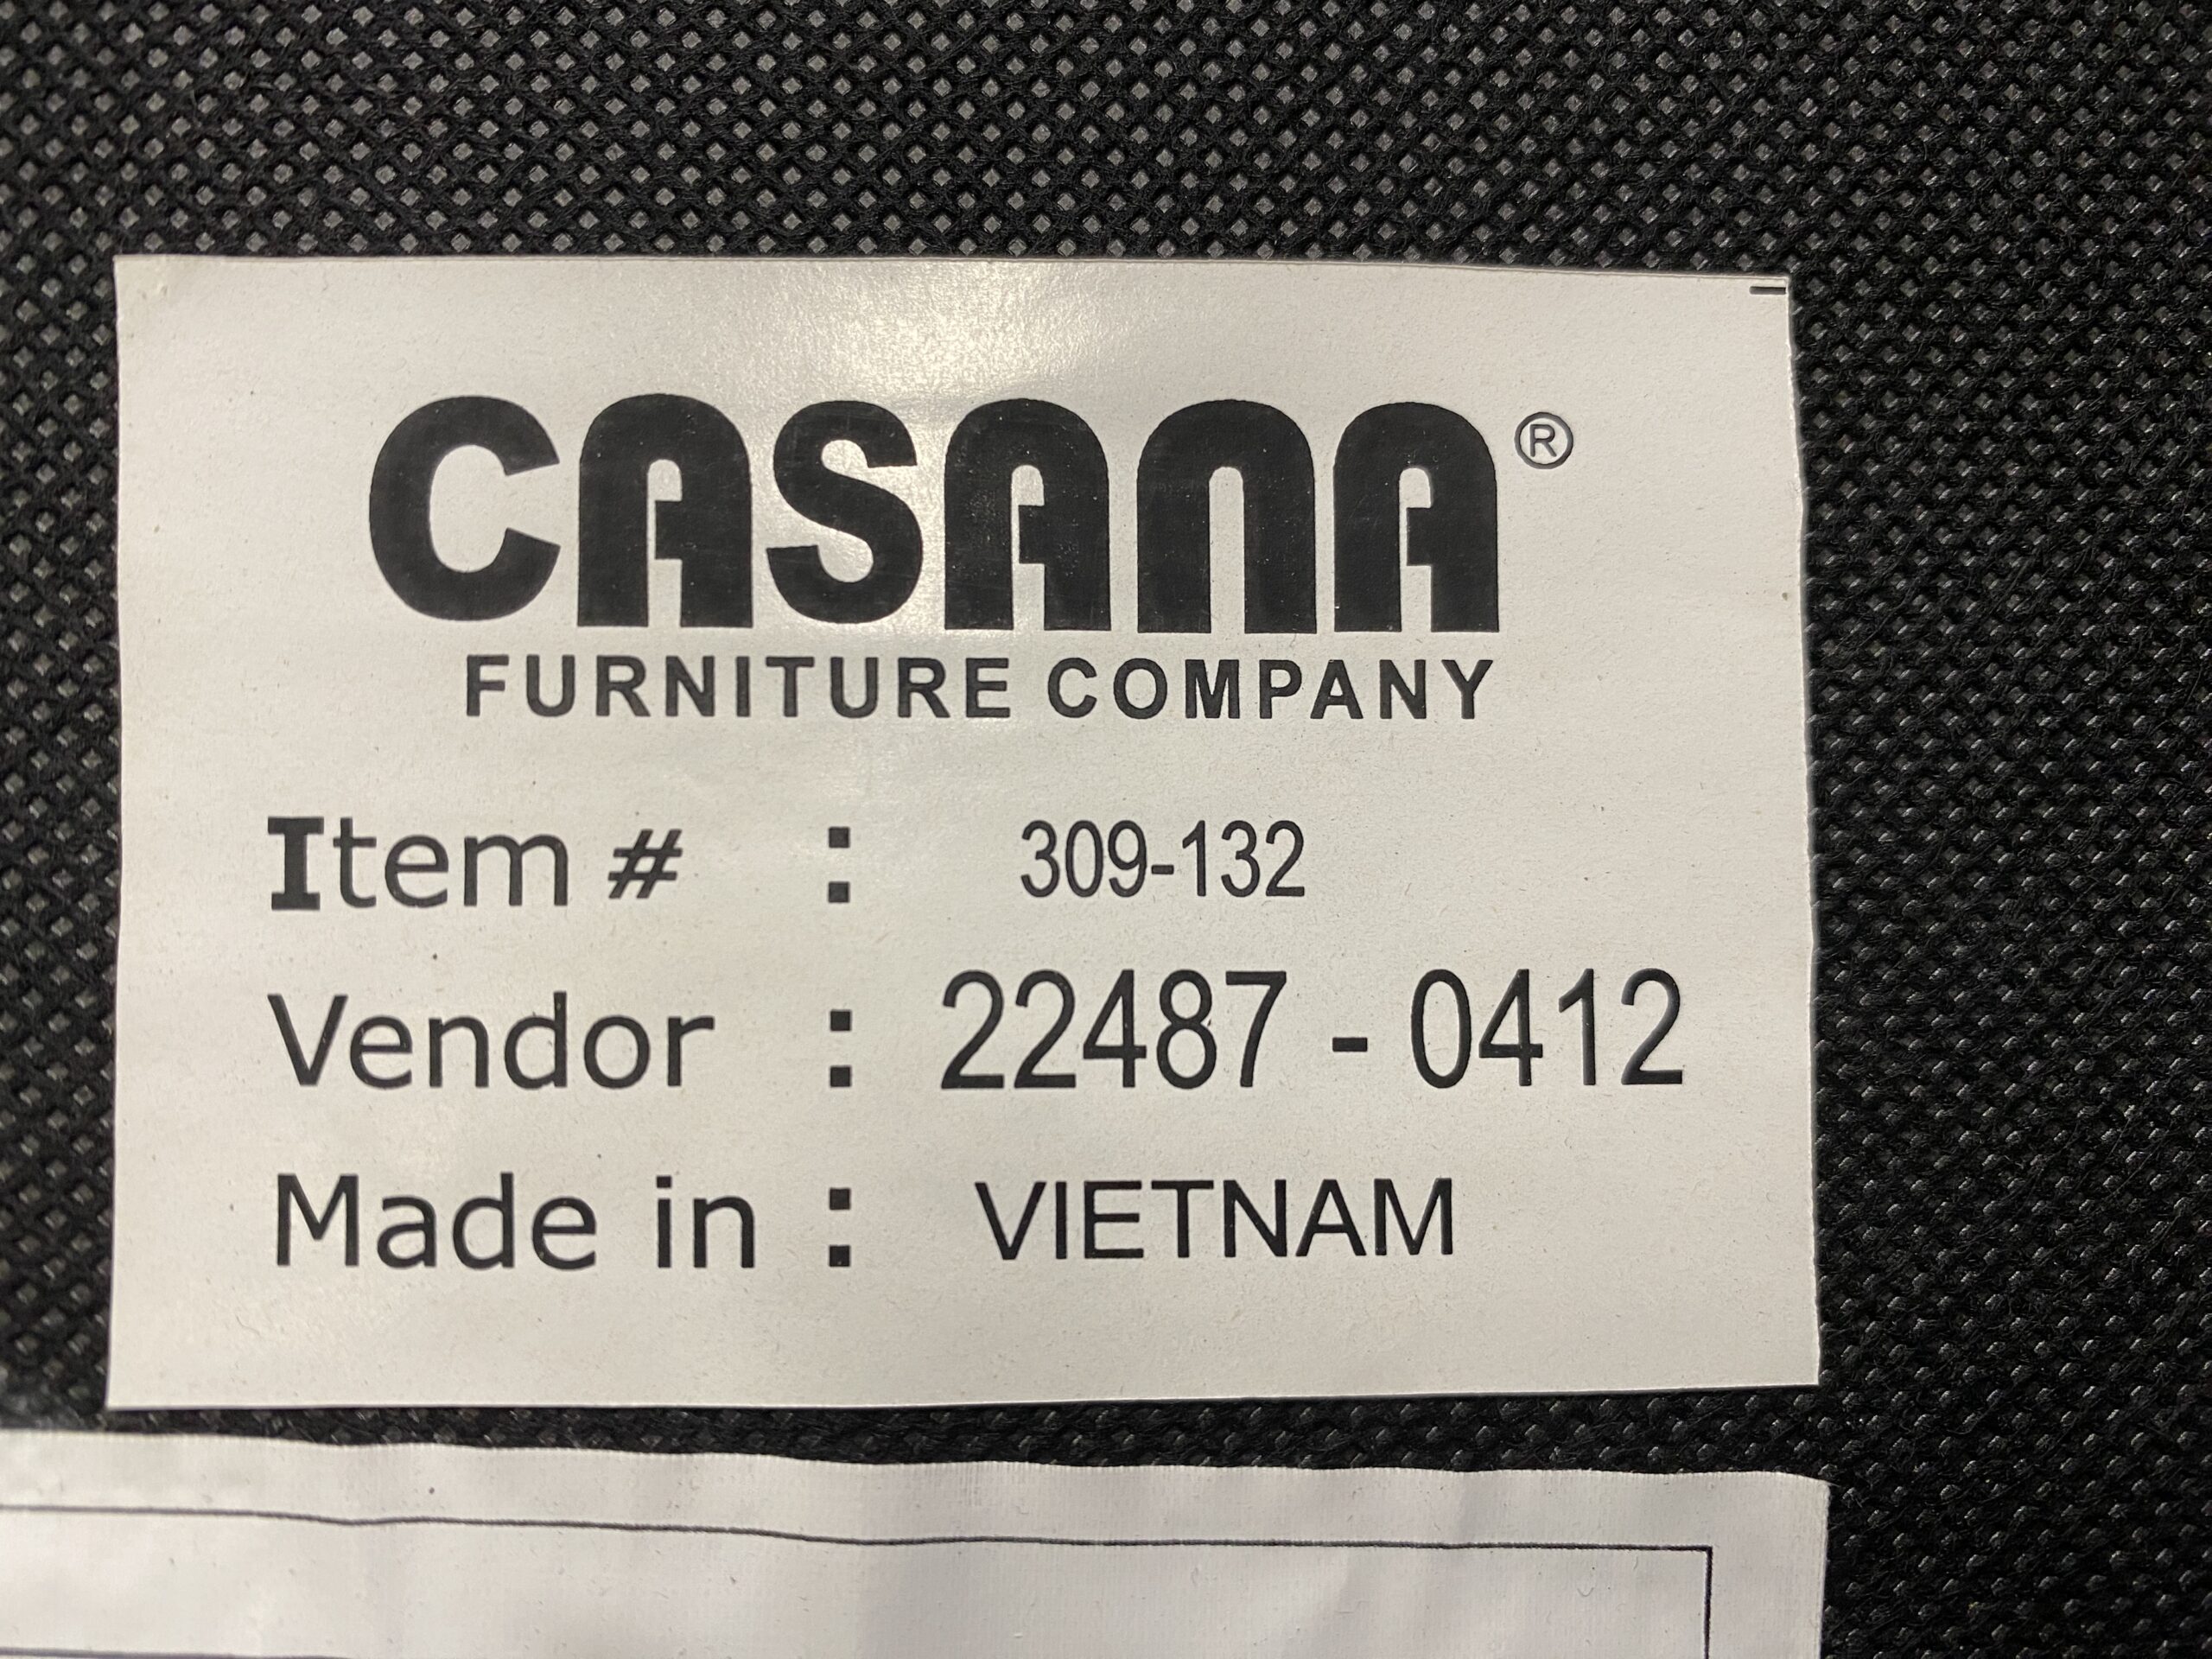 CASANA®
FURNITURE COMPANY
Item # : 309-132
Vendor : 22487 - 0412
Made in : VIETNAM